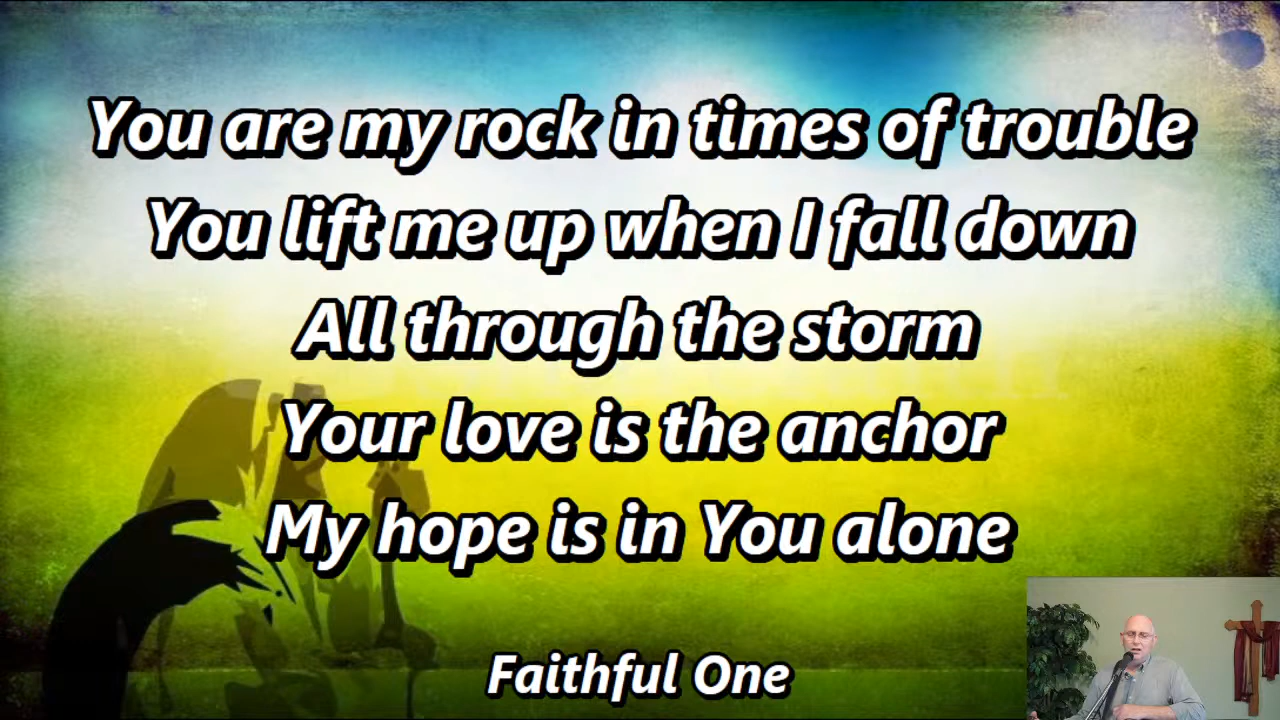 You are my rock in times of trouble
You lift me up when I fall down
All through the storm
Your love is the anchor
My hope is in You alone
Faithful One